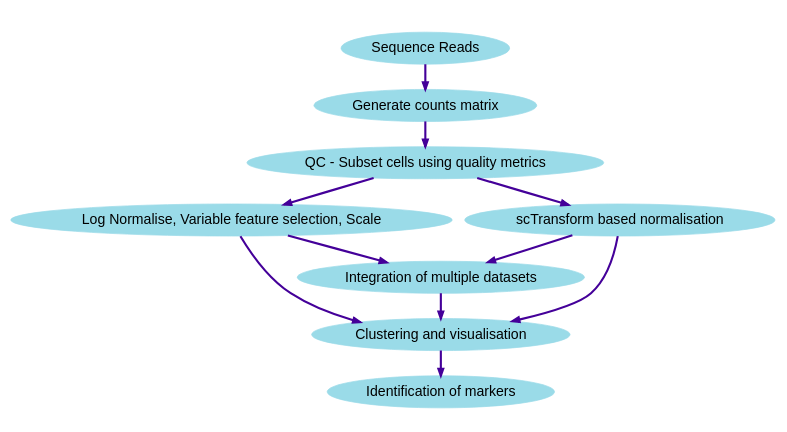 Sequence Reads
Generate counts matrix
QC - Subset cells using quality metrics
Log Normalise, Variable feature selection, Scale
scTransform based normalisation
Integration of multiple datasets
Clustering and visualisation
Identification of markers